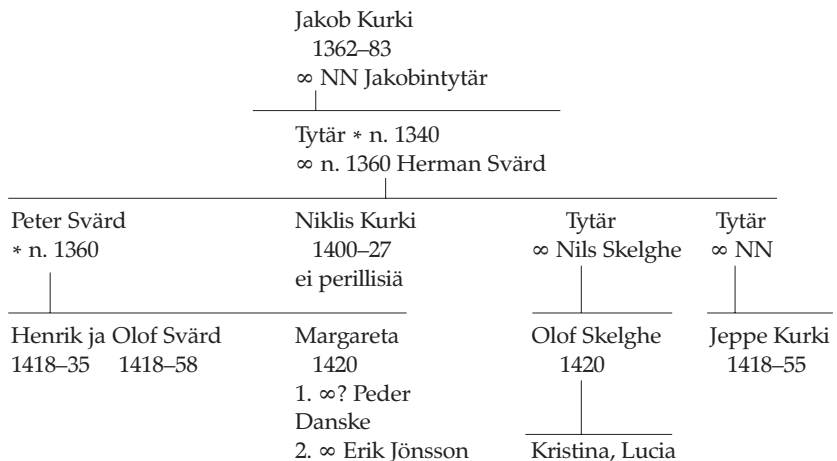 Jakob Kurki
1362–83
∞ NN Jakobintytär
Tytär * n. 1340
∞ n. 1360 Herman Svärd
Peter Svärd
* n. 1360
Niklis Kurki
1400–27
ei perillisiä
Tytär
∞ Nils Skelghe
Tytär
∞ NN
Henrik ja Olof Svärd
1418–35 1418–58
Margareta
1420
1. ∞? Peder
Danske
2. ∞ Erik Jönsson
Olof Skelghe
1420
Jeppe Kurki
1418–55
Kristina, Lucia